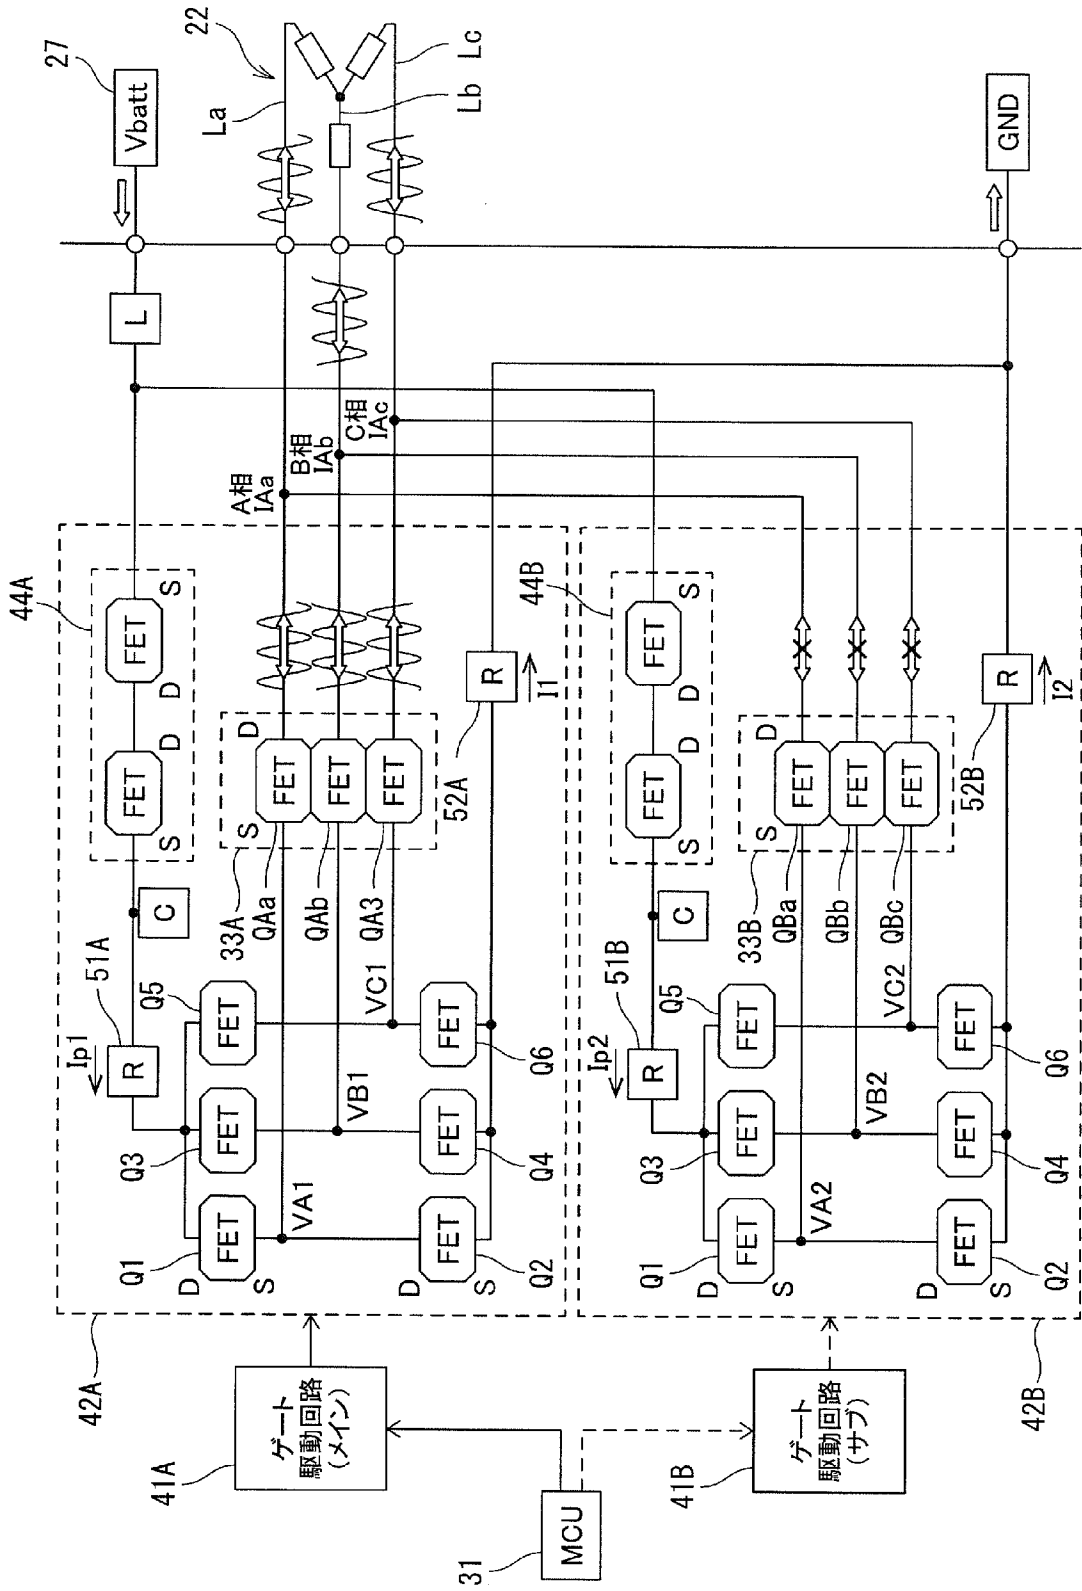 31
MCU
41A
ゲート
駆動回路
(メイン)
41B
ゲート
駆動回路
(サブ)
42A
Q1
D
FET
S
Q3
FET
Q5
FET
Ip1
R
51A
C
44A
S
FET
D
D
FET
S
VA1
VB1
VC1
D
FET
S
Q2
FET
Q4
FET
Q6
33A
QAa
QAb
QA3
S
D
FET
FET
FET
52A
R
I1
A相
IAa
B相
IAb
C相
IAc
L
Vbatt
27
22
La
Lb
Lc
GND
42B
Q1
D
FET
S
Q3
FET
Q5
FET
Ip2
R
51B
C
44B
S
FET
D
D
FET
S
VA2
VB2
VC2
D
FET
S
Q2
FET
Q4
FET
Q6
33B
QBa
QBb
QBc
S
D
FET
FET
FET
52B
R
I2